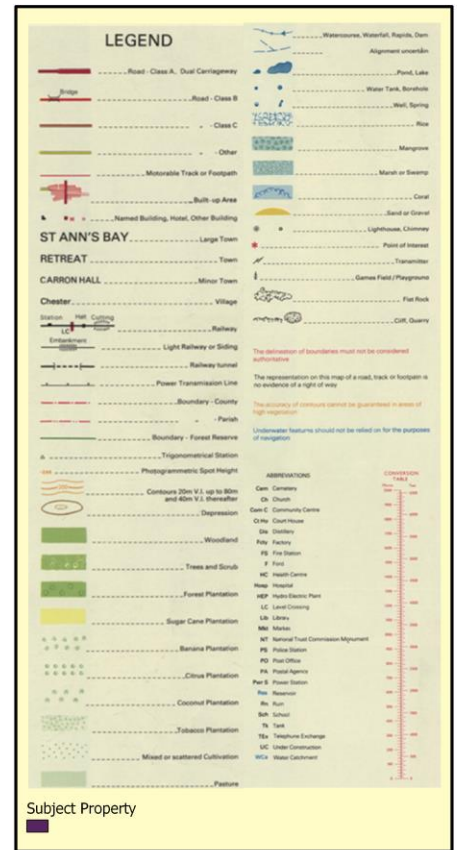 LEGEND
Road - Class A, Dual Carriageway
Bridge
Road - Class B
" - Class C
" - Other
Motorable Track or Footpath
Built-up Area
Named Building, Hotel, Other Building
ST ANN'S BAY Large Town
RETREAT Town
CARRON HALL Minor Town
Chester Village
Station Halt Cutting
LC Railway
Embankment
Light Railway or Siding
Railway tunnel
Power Transmission Line
Boundary - County
" - Parish
Boundary - Forest Reserve
Trigonometrical Station
Photogrammetric Spot Height
Contours 20m V.I. up to 80m
and 40m V.I. thereafter
Depression
Woodland
Trees and Scrub
Forest Plantation
Sugar Cane Plantation
Banana Plantation
Citrus Plantation
Coconut Plantation
Tobacco Plantation
Mixed or scattered Cultivation
Pasture
Watercourse, Waterfall, Rapids, Dam
Alignment uncertain
Pond, Lake
Water Tank, Borehole
Well, Spring
Rice
Mangrove
Marsh or Swamp
Coral
Sand or Gravel
Lighthouse, Chimney
Point of Interest
Transmitter
Games Field / Playground
Flat Rock
Cliff, Quarry
The delineation of boundaries must not be considered
authoritative
The representation on this map of a road, track or footpath is
no evidence of a right of way
The accuracy of contours cannot be guaranteed in areas of
high vegetation
Underwater features should not be relied on for the purposes
of navigation
ABBREVIATIONS
Cem Cemetery
Ch Church
Com C Community Centre
Ct Ho Court House
Dis Distillery
Fcty Factory
FS Fire Station
F Ford
HC Health Centre
Hosp Hospital
HEP Hydro Electric Plant
LC Level Crossing
Lib Library
Mkt Market
NT National Trust Commission Monument
PS Police Station
PO Post Office
PA Postal Agency
Pwr S Power Station
Res Reservoir
Rn Ruin
Sch School
Tk Tank
TEx Telephone Exchange
UC Under Construction
WCa Water Catchment
CONVERSION
TABLE
Subject Property